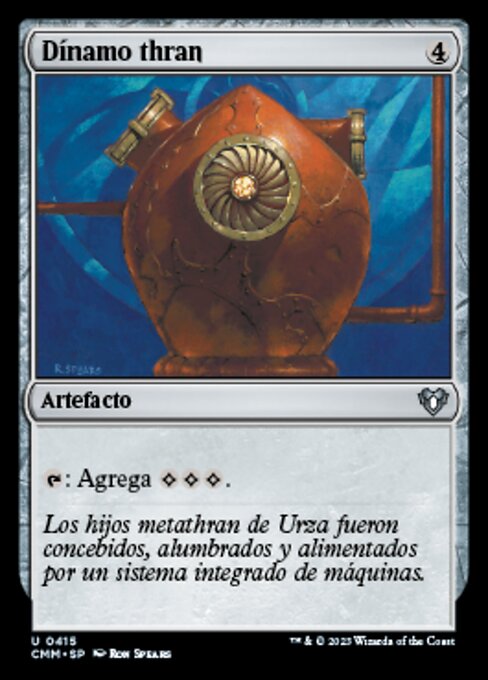 Dínamo thran 4
R. SPEARS
Artefacto
: Agrega .
Los hijos metathran de Urza fueron
concebidos, alumbrados y alimentados
por un sistema integrado de máquinas.
U 0415
CMM • SP Ron Spears
™ & © 2023 Wizards of the Coast